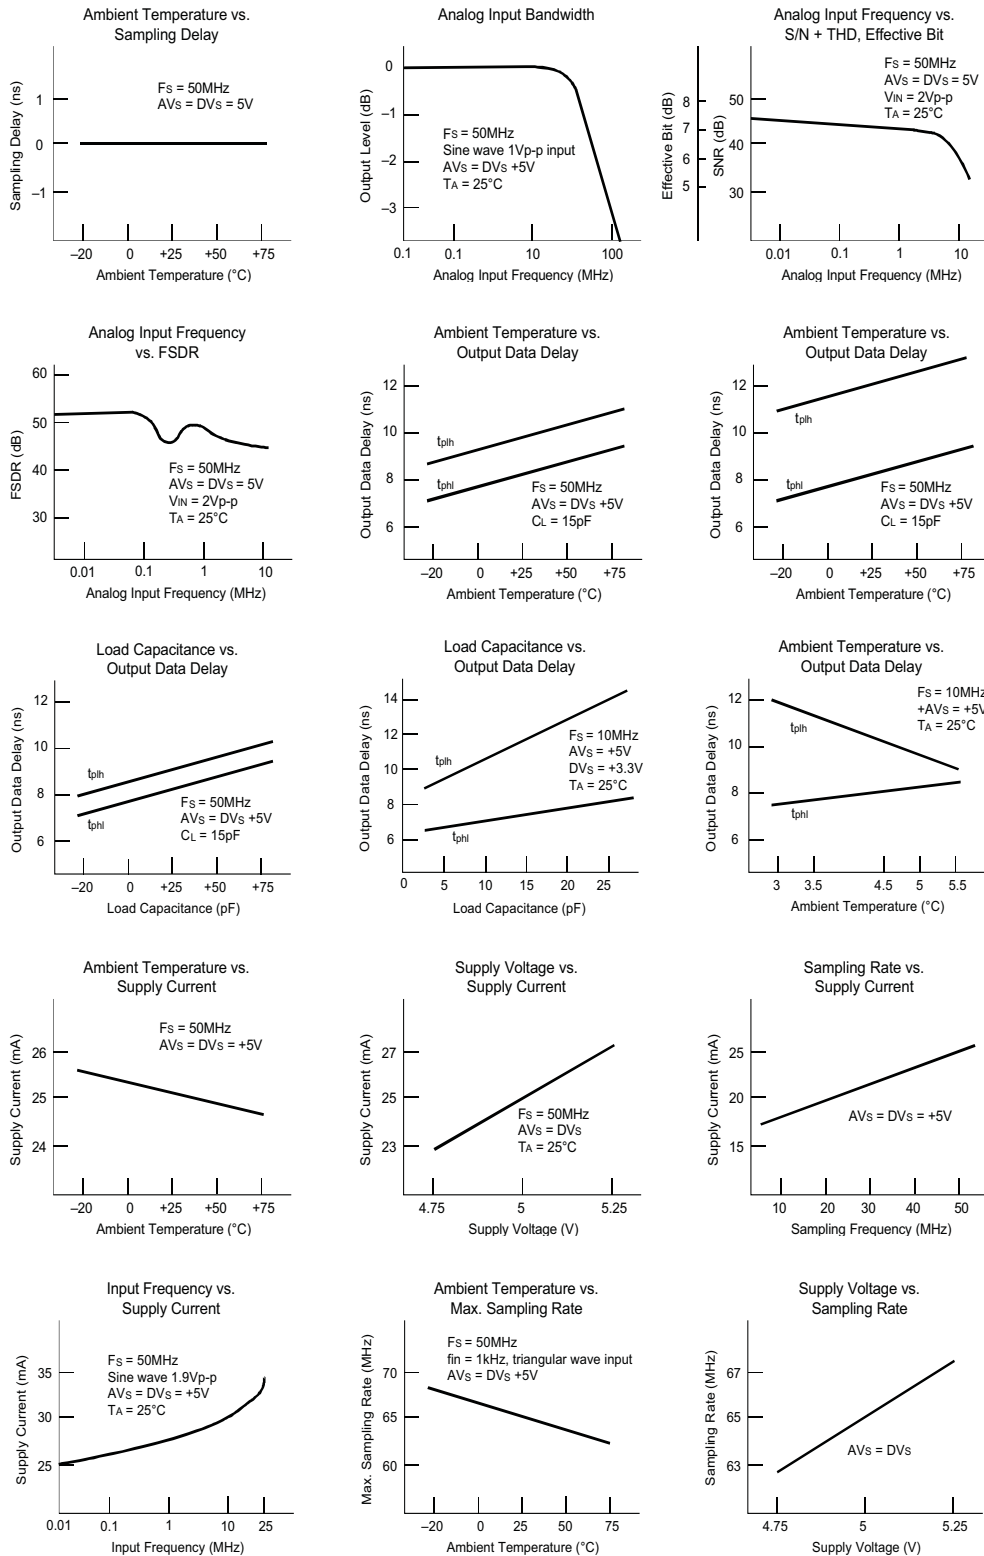 Ambient Temperature vs.
Sampling Delay
Sampling Delay (ns)
1
0
–1
FS = 50MHz
AVS = DVS = 5V
–20 0 +25 +50 +75
Ambient Temperature (°C)
Analog Input Bandwidth
Output Level (dB)
0
–1
–2
–3
FS = 50MHz
Sine wave 1Vp-p input
AVS = DVS +5V
TA = 25°C
0.1 0.1 10 100
Analog Input Frequency (MHz)
Analog Input Frequency vs.
S/N + THD, Effective Bit
Effective Bit (dB)
8
7
6
5
SNR (dB)
50
40
30
FS = 50MHz
AVS = DVS = 5V
VIN = 2Vp-p
TA = 25°C
0.01 0.1 1 10
Analog Input Frequency (MHz)
Analog Input Frequency
vs. FSDR
FSDR (dB)
60
50
40
30
FS = 50MHz
AVS = DVS = 5V
VIN = 2Vp-p
TA = 25°C
0.01 0.1 1 10
Analog Input Frequency (MHz)
Ambient Temperature vs.
Output Data Delay
Output Data Delay (ns)
12
10
8
6
tplh
tphl
FS = 50MHz
AVS = DVS +5V
CL = 15pF
–20 0 +25 +50 +75
Ambient Temperature (°C)
Ambient Temperature vs.
Output Data Delay
Output Data Delay (ns)
12
10
8
6
tplh
tphl
FS = 50MHz
AVS = DVS +5V
CL = 15pF
–20 0 +25 +50 +75
Ambient Temperature (°C)
Load Capacitance vs.
Output Data Delay
Output Data Delay (ns)
12
10
8
6
tplh
tphl
FS = 50MHz
AVS = DVS +5V
CL = 15pF
–20 0 +25 +50 +75
Load Capacitance (pF)
Load Capacitance vs.
Output Data Delay
Output Data Delay (ns)
14
12
10
8
6
tplh
tphl
FS = 10MHz
AVS = +5V
DVS = +3.3V
TA = 25°C
0 5 10 15 20 25
Load Capacitance (pF)
Ambient Temperature vs.
Output Data Delay
Output Data Delay (ns)
12
10
8
6
tplh
tphl
FS = 10MHz
+AVS = +5V
TA = 25°C
3 3.5 4.5 5 5.5
Ambient Temperature (°C)
Ambient Temperature vs.
Supply Current
Supply Current (mA)
26
25
24
FS = 50MHz
AVS = DVS = +5V
–20 0 +25 +50 +75
Ambient Temperature (°C)
Supply Voltage vs.
Supply Current
Supply Current (mA)
27
25
23
FS = 50MHz
AVS = DVS
TA = 25°C
4.75 5 5.25
Supply Voltage (V)
Sampling Rate vs.
Supply Current
Supply Current (mA)
25
20
15
AVS = DVS = +5V
10 20 30 40 50
Sampling Frequency (MHz)
Input Frequency vs.
Supply Current
Supply Current (mA)
35
30
25
FS = 50MHz
Sine wave 1.9Vp-p
AVS = DVS = +5V
TA = 25°C
0.01 0.1 1 10 25
Input Frequency (MHz)
Ambient Temperature vs.
Max. Sampling Rate
Max. Sampling Rate (MHz)
70
65
60
FS = 50MHz
fin = 1kHz, triangular wave input
AVS = DVS +5V
–20 0 25 50 75
Ambient Temperature (°C)
Supply Voltage vs.
Sampling Rate
Sampling Rate (MHz)
67
65
63
AVS = DVS
4.75 5 5.25
Supply Voltage (V)